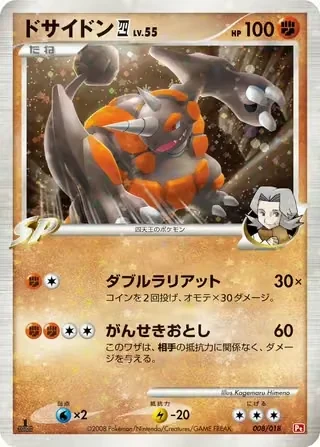 ドサイドン 四 LV.55 HP 100
たね
SP
四天王のポケモン
ダブルラリアット 30×
コインを2回投げ、オモテ×30ダメージ。
がんせきおとし 60
このワザは、相手の抵抗力に関係なく、ダメージを
与える。
Illus. Kagemaru Himeno
弱点 ×2 抵抗力 -20 にげる
1 EDITION
©2008 Pokémon/Nintendo/Creatures/GAME FREAK. 008/018